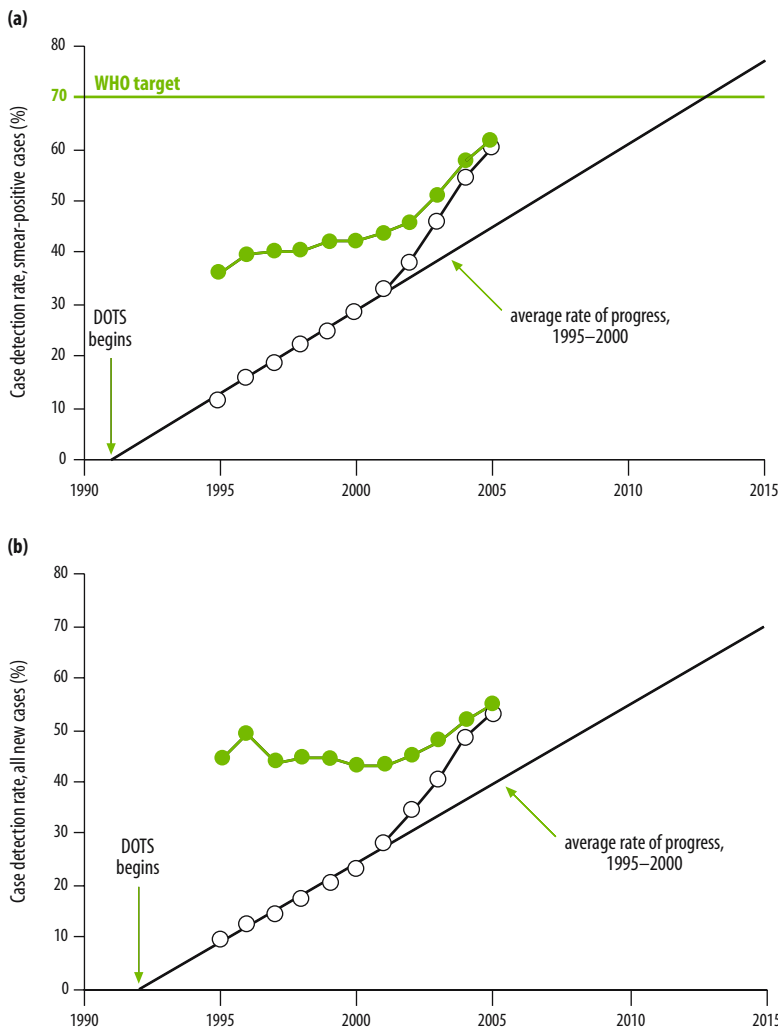 (a)
80
WHO target
70
60
50
40
30
20
10
0
Case detection rate, smear-positive cases (%)
DOTS
begins
average rate of progress,
1995–2000
1990
1995
2000
2005
2010
2015
(b)
80
70
60
50
40
30
20
10
0
Case detection rate, all new cases (%)
DOTS
begins
average rate of progress,
1995–2000
1990
1995
2000
2005
2010
2015